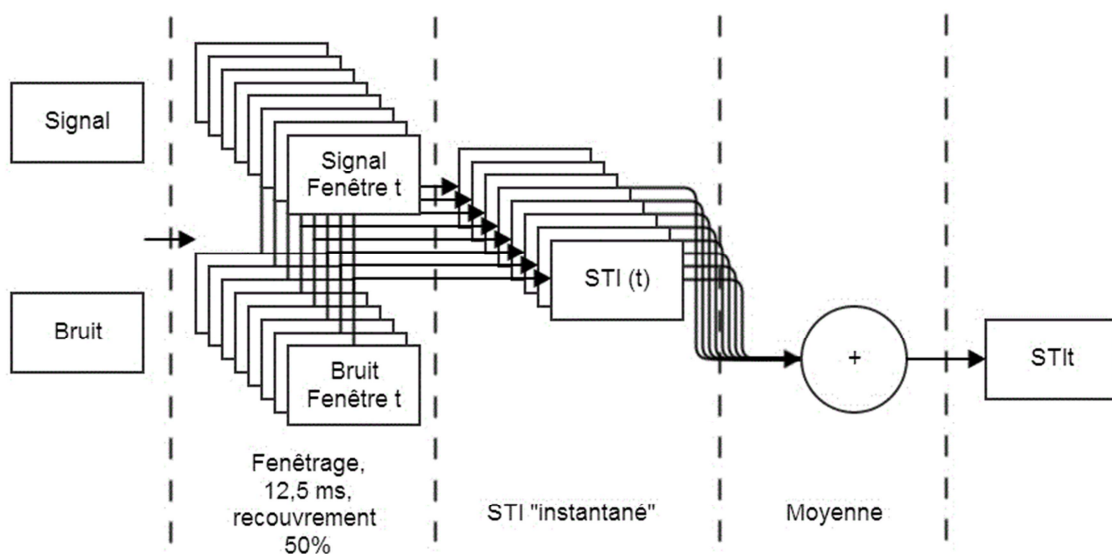 Signal
Bruit
Signal
Fenêtre t
Bruit
Fenêtre t
Fenêtrage,
12,5 ms,
recouvrement
50%
STI (t)
STI "instantané"
+
Moyenne
STIt